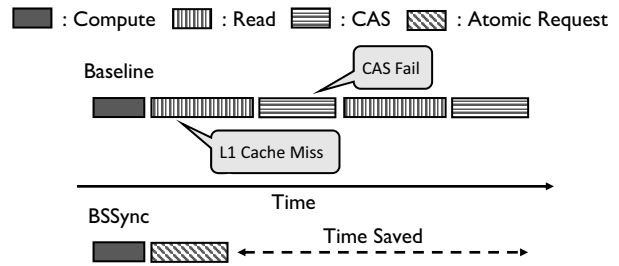 : Compute : Read : CAS : Atomic Request
Baseline
CAS Fail
L1 Cache Miss
Time
BSSync
Time Saved